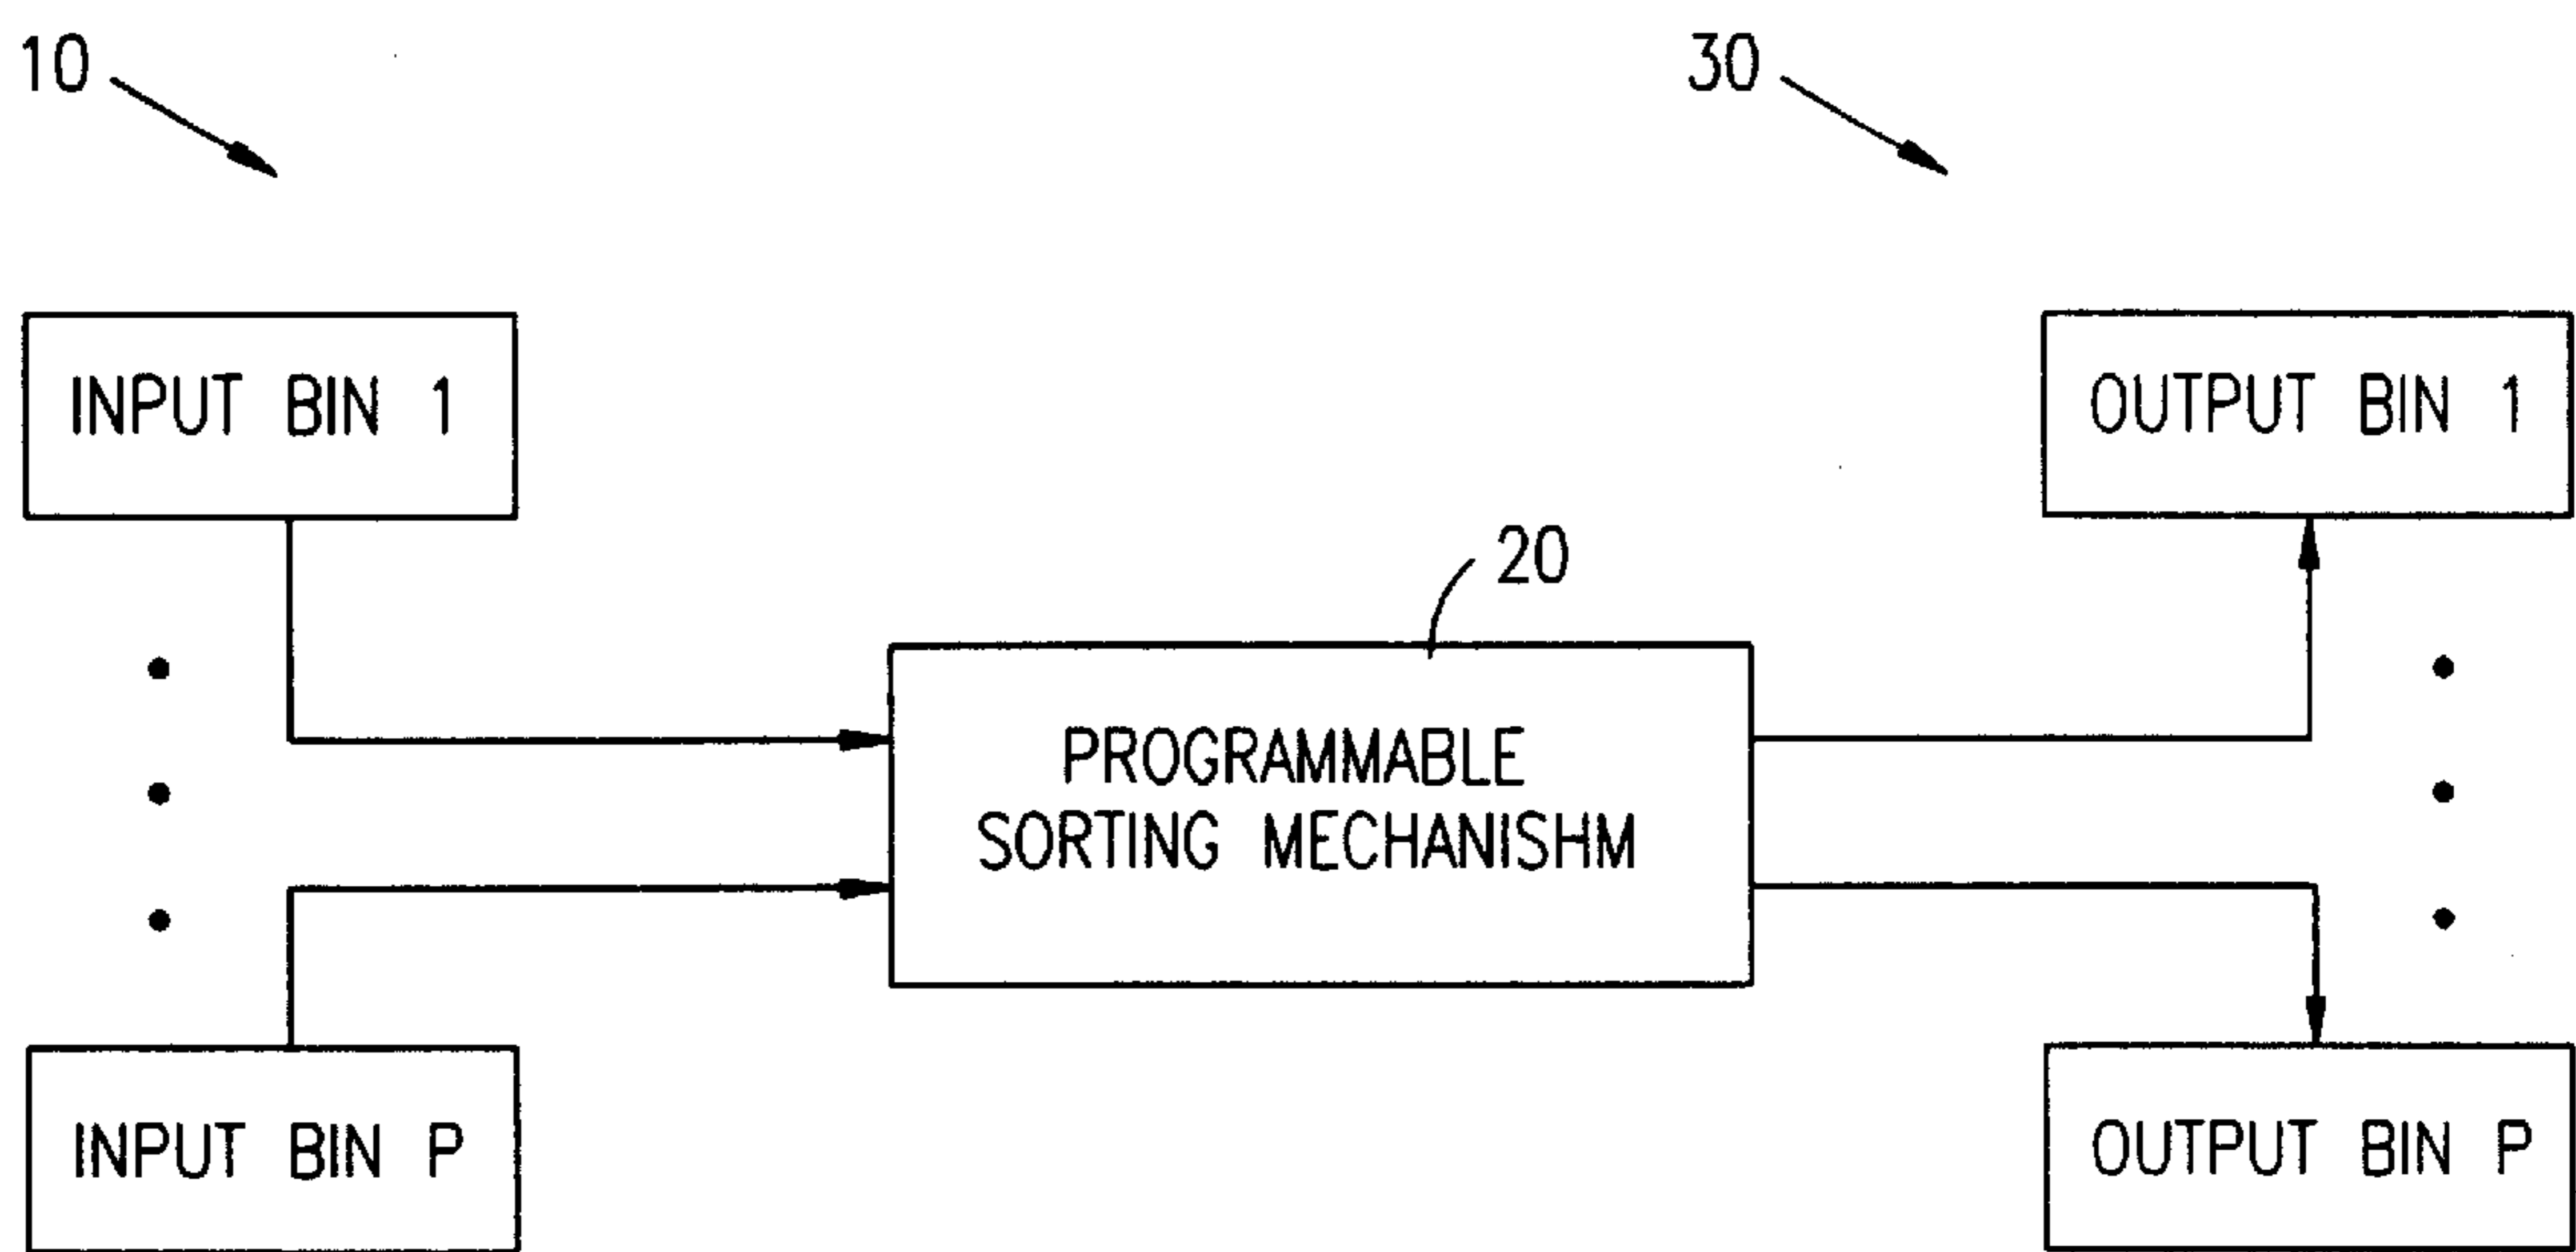 10
30
INPUT BIN 1
OUTPUT BIN 1
20
PROGRAMMABLE
SORTING MECHANISHM
INPUT BIN P
OUTPUT BIN P